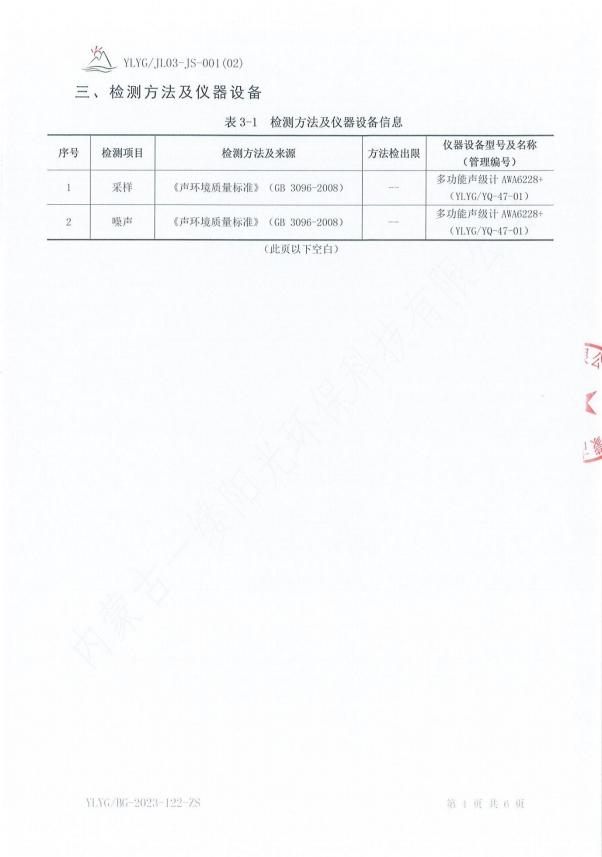 YLYG/JL03-JS-001(02)
三、检测方法及仪器设备
表 3-1 检测方法及仪器设备信息
序号 检测项目 检测方法及来源 方法检出限 仪器设备型号及名称
（管理编号）
1 采样 《声环境质量标准》（GB 3096-2008） — 多功能声级计 AWA6228+
（YLYG/YQ-47-01）
2 噪声 《声环境质量标准》（GB 3096-2008） — 多功能声级计 AWA6228+
（YLYG/YQ-47-01）
（此页以下空白）
内蒙古一缕阳光环保科技有限公
YLYG/BG-2023-122-ZS
第 4 页 共 6 页